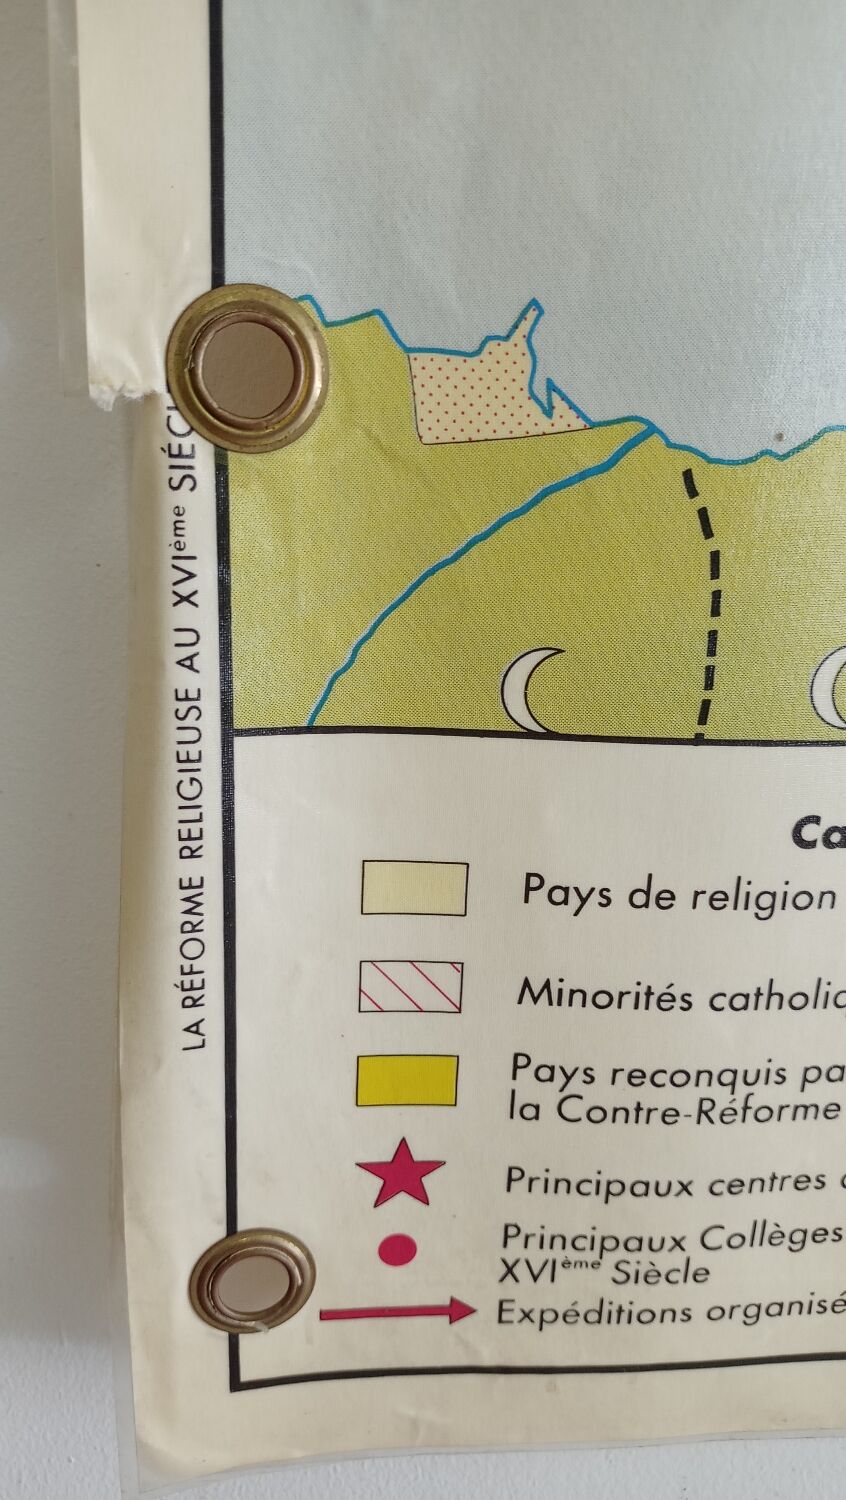 LA RÉFORME RELIGIEUSE AU XVIème SIÉC
Ca
Pays de religion
Minorités catholiq
Pays reconquis pa
la Contre-Réforme
Principaux centres
Principaux Collèges
XVIème Siècle
Expéditions organisé